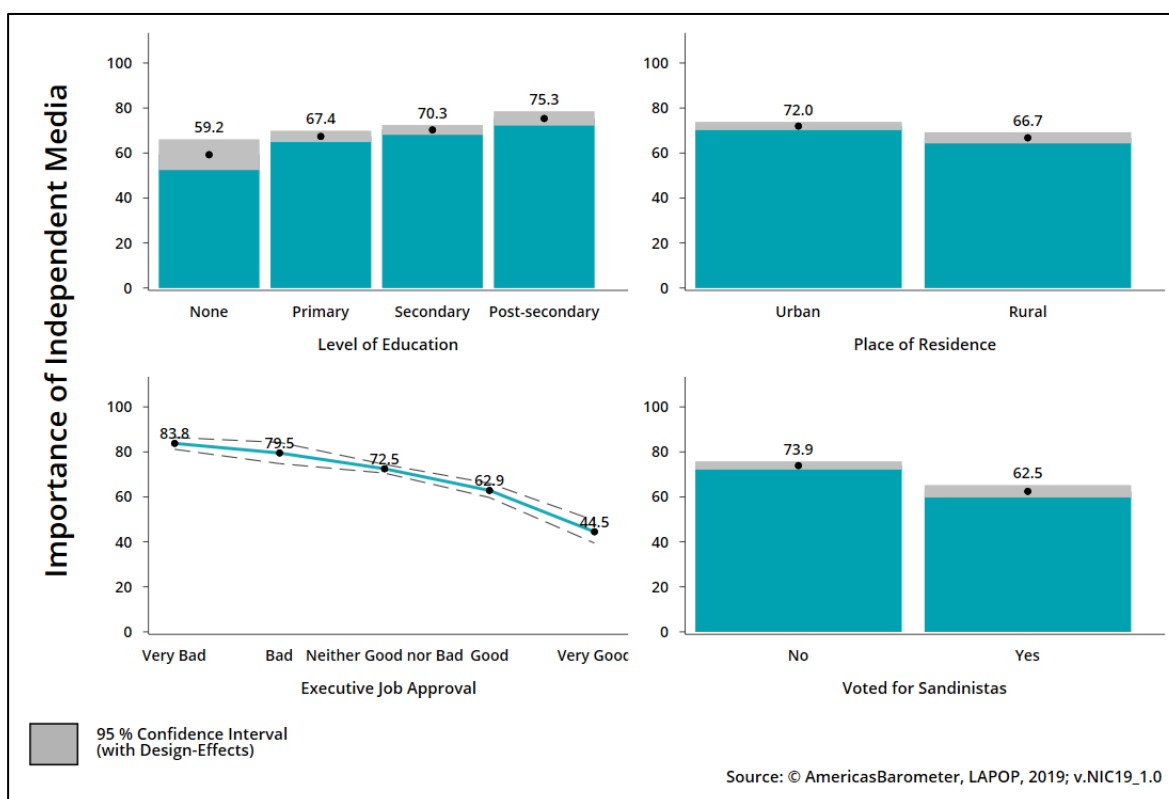 Importance of Independent Media
100
80
60
40
20
0
59.2
67.4
70.3
75.3
None
Primary
Secondary
Post-secondary
Level of Education
100
80
60
40
20
0
72.0
66.7
Urban
Rural
Place of Residence
100
80
60
40
20
0
83.8
79.5
72.5
62.9
44.5
Very Bad
Bad
Neither Good nor Bad
Good
Very Good
Executive Job Approval
100
80
60
40
20
0
73.9
62.5
No
Yes
Voted for Sandinistas
95 % Confidence Interval
(with Design-Effects)
Source: © AmericasBarometer, LAPOP, 2019; v.NIC19_1.0